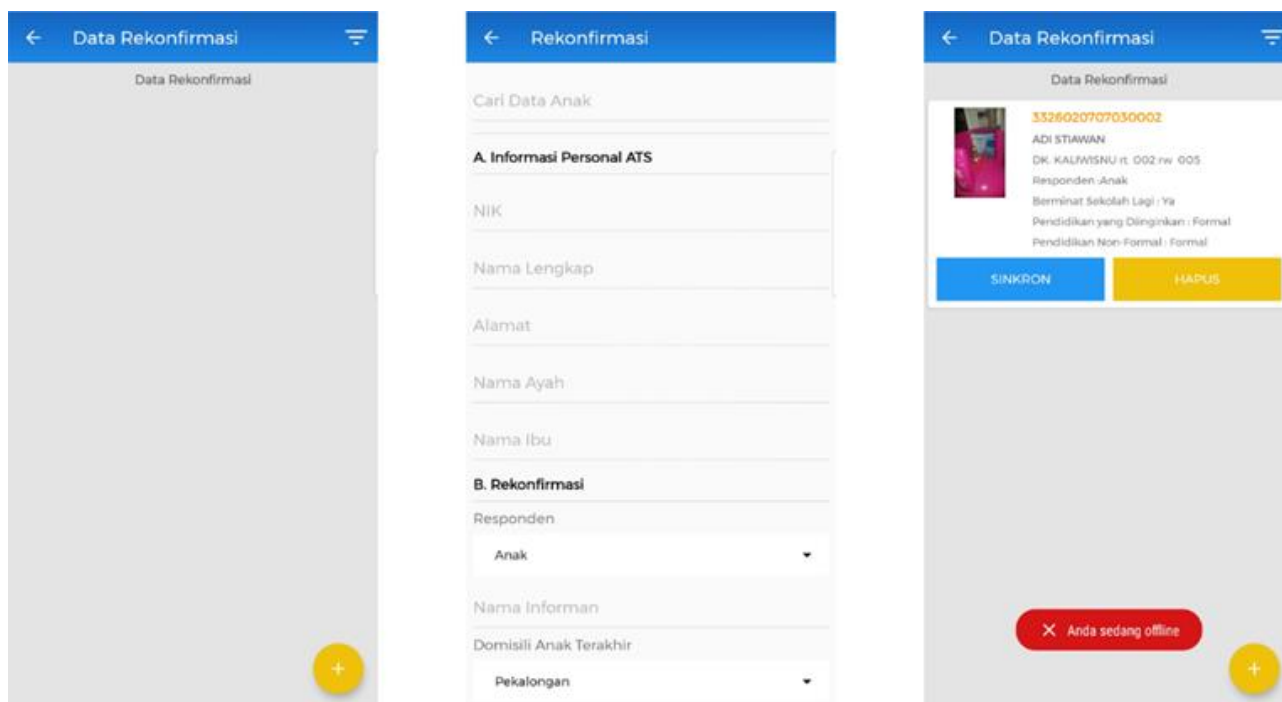 Data Rekonfirmasi
Data Rekonfirmasi
Rekonfirmasi
Cari Data Anak
A. Informasi Personal ATS
NIK
Nama Lengkap
Alamat
Nama Ayah
Nama Ibu
B. Rekonfirmasi
Responden
Anak
Nama Informan
Domisili Anak Terakhir
Pekalongan
Data Rekonfirmasi
Data Rekonfirmasi
3326020707030002
ADI STIAWAN
DK. KALIWISNU rt. 002 rw. 005
Responden :Anak
Berminat Sekolah Lagi : Ya
Pendidikan yang Diinginkan : Formal
Pendidikan Non-Formal : Formal
SINKRON
HAPUS
Anda sedang offline